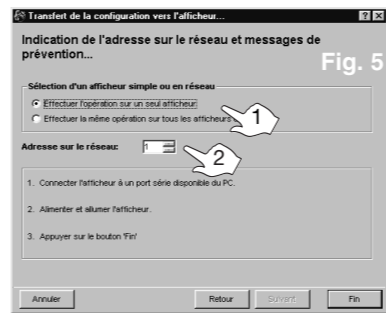 Transfert de la configuration vers l'afficheur...
Indication de l'adresse sur le réseau et messages de
prévention...
Fig. 5
Sélection d'un afficheur simple ou en réseau
Effectuer l'opération sur un seul afficheur
1
Effectuer la même opération sur tous les afficheurs
Adresse sur le réseau: 1
2
1. Connecter l'afficheur à un port série disponible du PC.
2. Alimenter et allumer l'afficheur.
3. Appuyer sur le bouton 'Fin'
Annuler Retour Suivant Fin